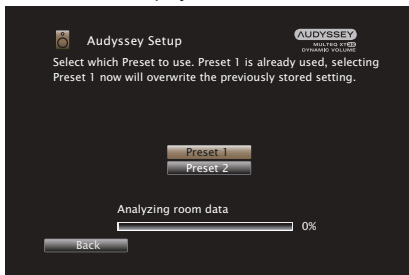 Audyssey Setup
AUDYSSEY
MULTEQ XT32
DYNAMIC VOLUME
Select which Preset to use. Preset 1 is already used, selecting
Preset 1 now will overwrite the previously stored setting.
Preset 1
Preset 2
Analyzing room data
0%
Back